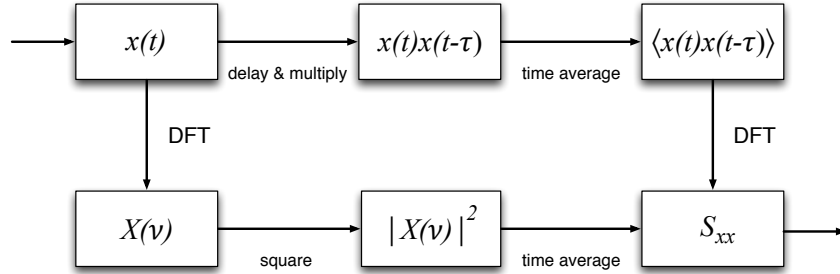 x(t)
x(t)x(t-τ)
⟨x(t)x(t-τ)⟩
delay & multiply
time average
DFT
DFT
X(ν)
|X(ν)|²
Sxx
square
time average